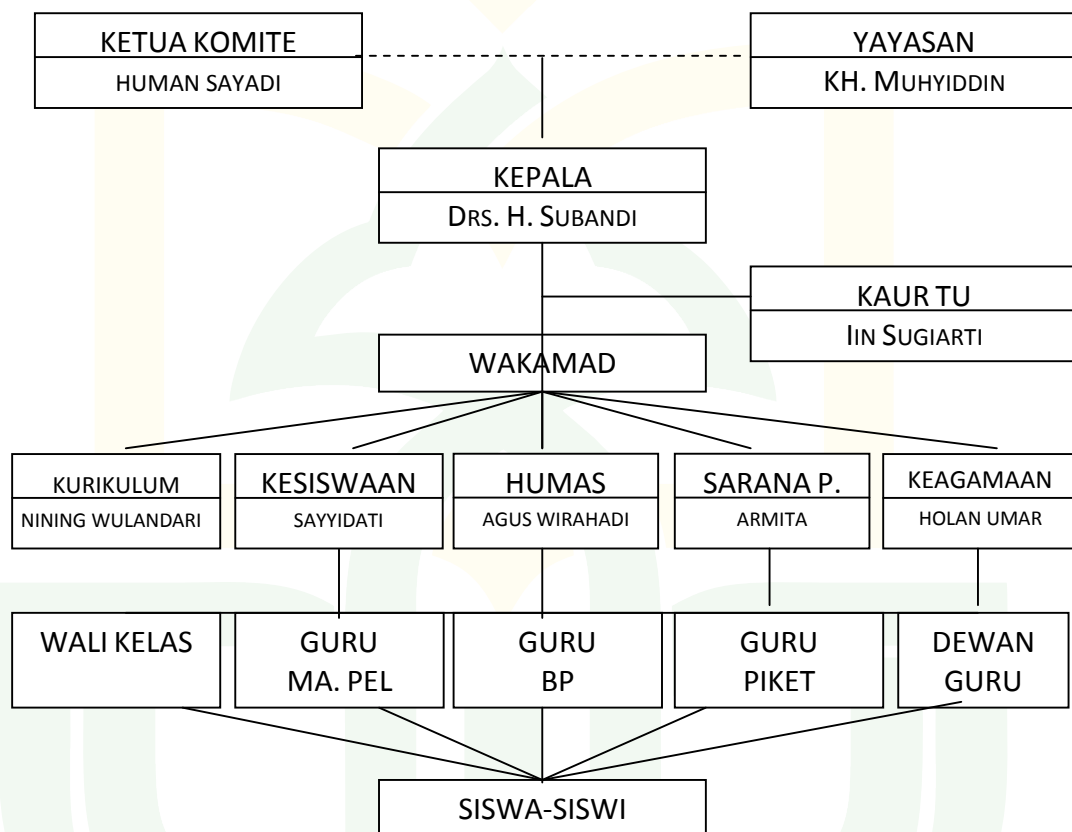 KETUA KOMITE
HUMAN SAYADI
YAYASAN
KH. MUHYIDDIN
KEPALA
DRS. H. SUBANDI
KAUR TU
IIN SUGIARTI
WAKAMAD
KURIKULUM
NINING WULANDARI
KESISWAAN
SAYYIDATI
HUMAS
AGUS WIRAHADI
SARANA P.
ARMITA
KEAGAMAAN
HOLAN UMAR
WALI KELAS
GURU
MA. PEL
GURU
BP
GURU
PIKET
DEWAN
GURU
SISWA-SISWI